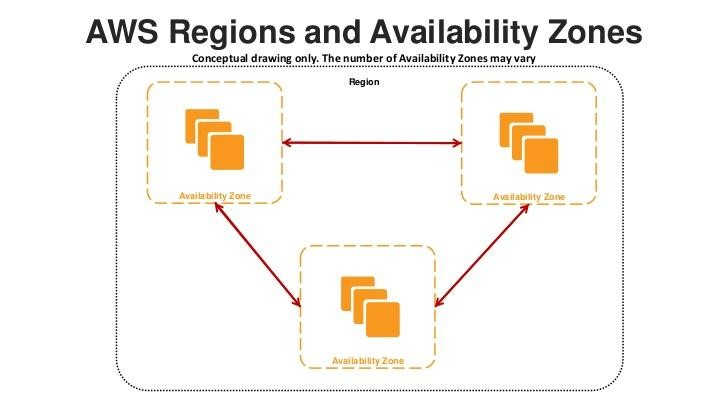 AWS Regions and Availability Zones
Conceptual drawing only. The number of Availability Zones may vary
Region
Availability Zone
Availability Zone
Availability Zone